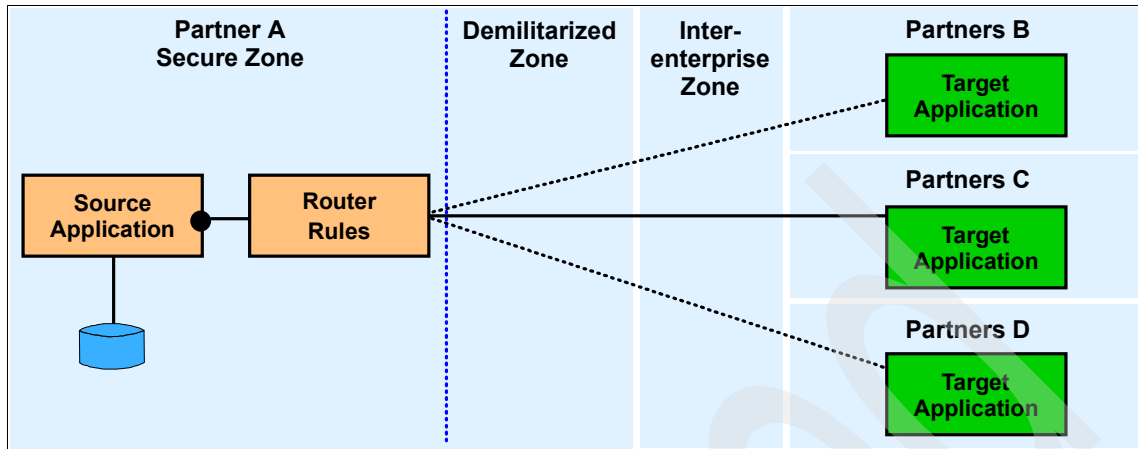 Partner A
Secure Zone
Demilitarized
Zone
Inter-
enterprise
Zone
Partners B
Target
Application
Source
Application
Router
Rules
Partners C
Target
Application
Partners D
Target
Application